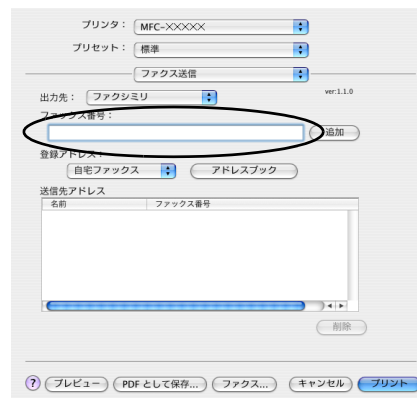 プリンタ： MFC-XXXXX
プリセット： 標準
ファクス送信
出力先： ファクシミリ ver:1.1.0
ファックス番号：
追加
登録アドレス：
自宅ファックス アドレスブック
送信先アドレス
名前 ファックス番号
削除
? プレビュー PDF として保存... ファクス... キャンセル プリント